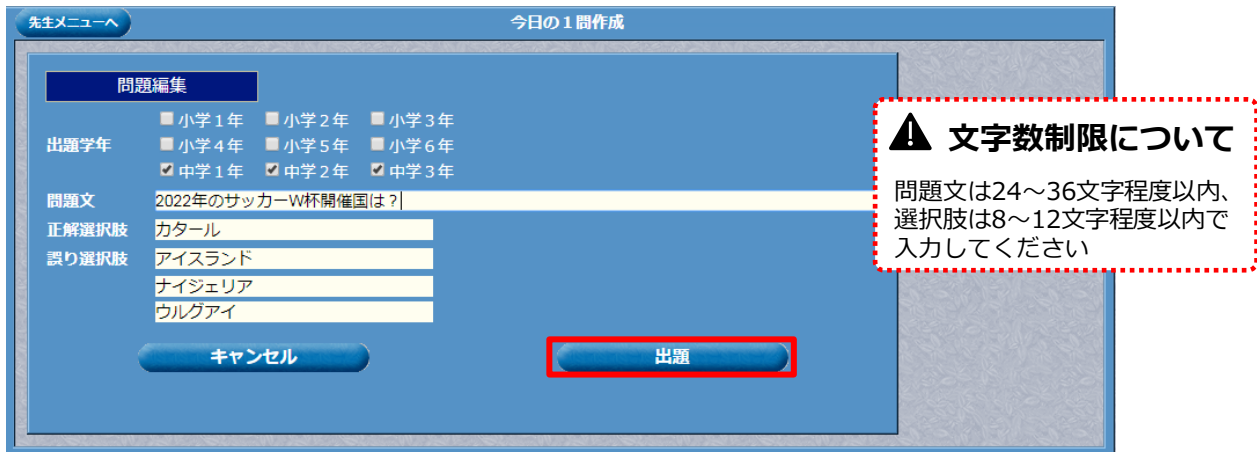 先生メニューへ
今日の１問作成
問題編集
出題学年
小学１年 小学２年 小学３年
小学４年 小学５年 小学６年
中学１年 中学２年 中学３年
問題文 2022年のサッカーW杯開催国は？
正解選択肢 カタール
誤り選択肢 アイスランド
ナイジェリア
ウルグアイ
キャンセル 出題
文字数制限について
問題文は24～36文字程度以内、
選択肢は8～12文字程度以内で
入力してください